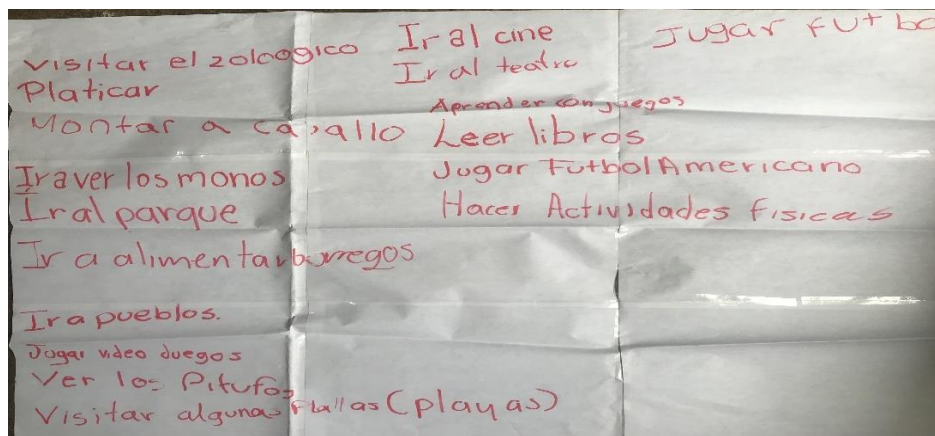 Visitar el zoloogico
Platicar
Montar a caballo
Ir a ver los monos
Ir al parque
Ir a alimentar burregos
Ir a pueblos.
Jugar video Juegos
Ver los Pitufos
Visitar algunas Plallas (playas)
Ir al cine
Ir al teatro
Aprender con juegos
Leer libros
Jugar Futbol Americano
Hacer Actividades fisicas
Jugar futbo